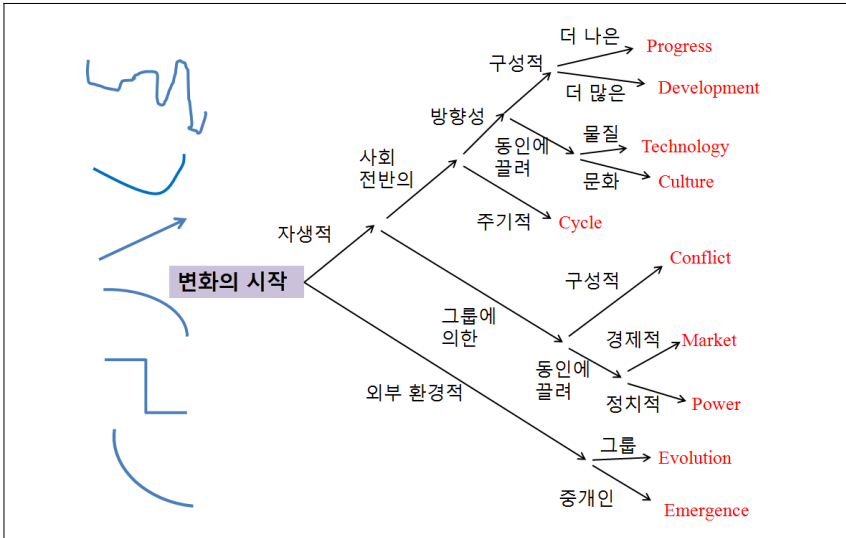 더 나은
Progress
구성적
더 많은
Development
방향성
동인에
끌려
물질
Technology
문화
Culture
사회
전반의
주기적
Cycle
자생적
변화의 시작
구성적
Conflict
그룹에
의한
경제적
Market
동인에
끌려
정치적
Power
외부 환경적
그룹
Evolution
중개인
Emergence